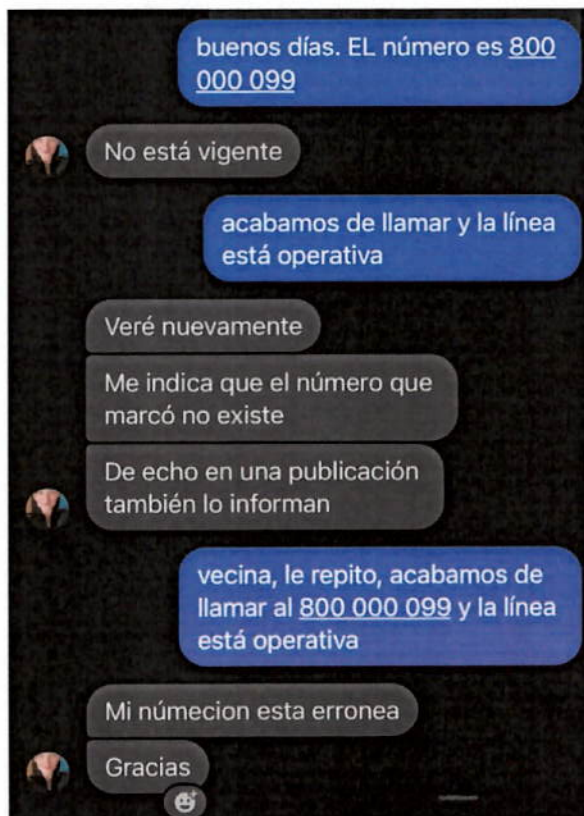 buenos días. EL número es 800
000 099
No está vigente
acabamos de llamar y la línea
está operativa
Veré nuevamente
Me indica que el número que
marcó no existe
De echo en una publicación
también lo informan
vecina, le repito, acabamos de
llamar al 800 000 099 y la línea
está operativa
Mi númecion esta erronea
Gracias